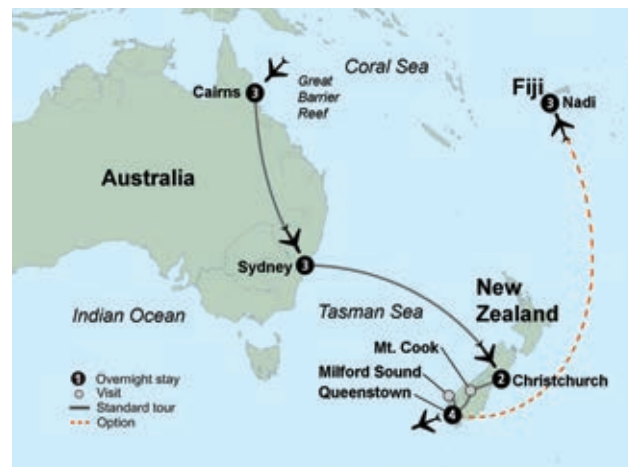 Coral Sea
Great
Barrier
Reef
Cairns 3
Fiji
3 Nadi
Australia
Sydney 3
New
Zealand
Indian Ocean
Tasman Sea
Mt. Cook
Milford Sound
2 Christchurch
Queenstown
4
1 Overnight stay
Visit
Standard tour
Option